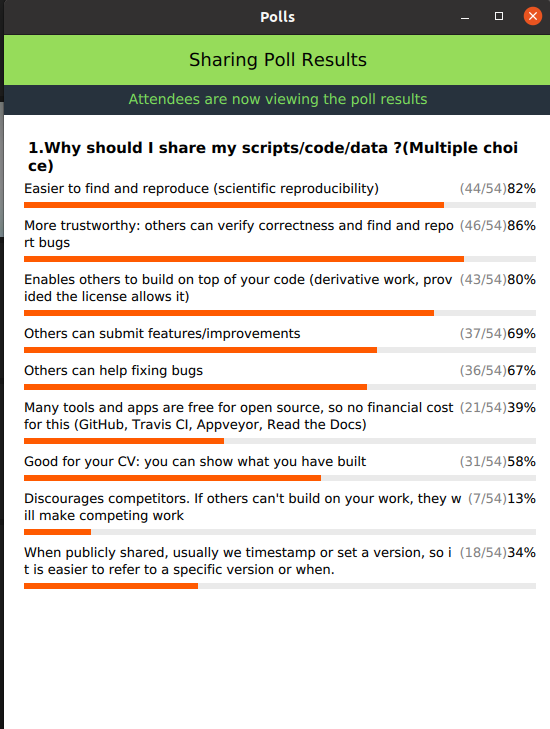 Polls
Sharing Poll Results
Attendees are now viewing the poll results
1.Why should I share my scripts/code/data ?(Multiple choi
ce)
Easier to find and reproduce (scientific reproducibility) (44/54)82%
More trustworthy: others can verify correctness and find and repo (46/54)86%
rt bugs
Enables others to build on top of your code (derivative work, prov (43/54)80%
ided the license allows it)
Others can submit features/improvements (37/54)69%
Others can help fixing bugs (36/54)67%
Many tools and apps are free for open source, so no financial cost (21/54)39%
for this (GitHub, Travis CI, Appveyor, Read the Docs)
Good for your CV: you can show what you have built (31/54)58%
Discourages competitors. If others can't build on your work, they w (7/54)13%
ill make competing work
When publicly shared, usually we timestamp or set a version, so i (18/54)34%
t is easier to refer to a specific version or when.